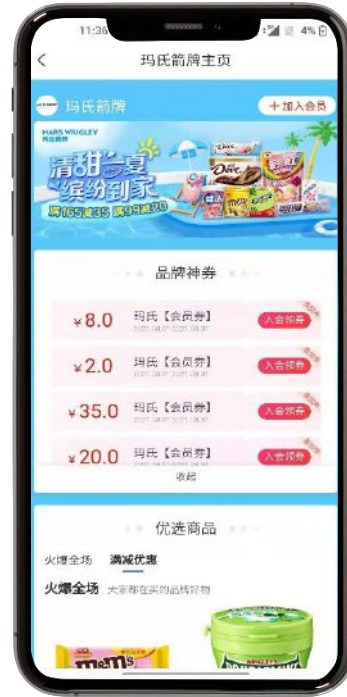 11:36
4%
玛氏箭牌主页
玛氏箭牌
+加入会员
MARS WRIGLEY
玛氏箭牌
清甜一夏
缤纷到家
满165减35 满99减20
Dove
Dove
品牌神券
¥8.0 玛氏【会员券】 入会领券
¥2.0 玛氏【会员券】 入会领券
¥35.0 玛氏【会员券】 入会领券
¥20.0 玛氏【会员券】 入会领券
收起
优选商品
火爆全场 满减优惠
火爆全场 大家都在买的品牌好物
m&m's
WRIGLEY'S
DOUBLEMINT